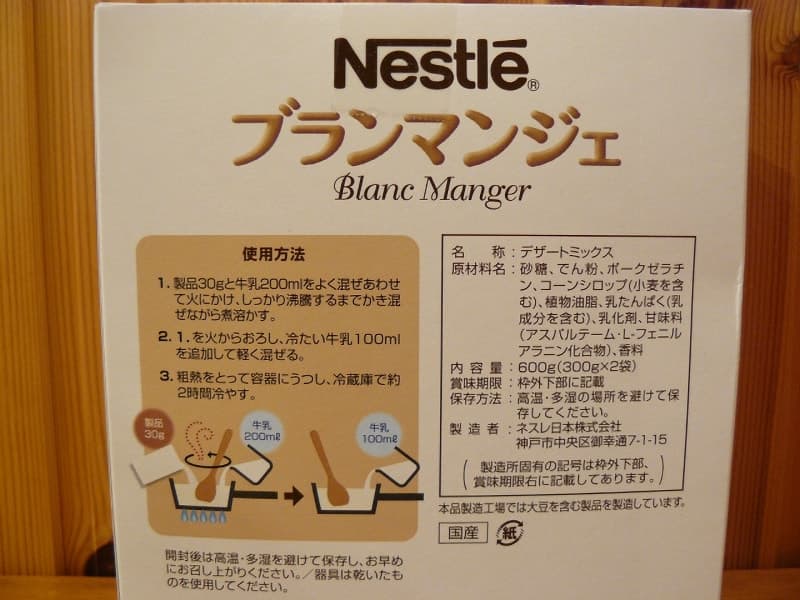 Nestlé®
ブランマンジェ
Blanc Manger
使用方法
1. 製品30gと牛乳200mlをよく混ぜあわせ
て火にかけ、しっかり沸騰するまでかき混
ぜながら煮溶かす。
2. 1.を火からおろし、冷たい牛乳100ml
を追加して軽く混ぜる。
3. 粗熱をとって容器にうつし、冷蔵庫で約
2時間冷やす。
製品
30g
牛乳
200mℓ
牛乳
100mℓ
開封後は高温・多湿を避けて保存し、お早め
にお召し上がりください。／器具は乾いたも
のを使用してください。
名 称：デザートミックス
原材料名：砂糖、でん粉、ポークゼラチ
ン、コーンシロップ(小麦を含
む)、植物油脂、乳たんぱく(乳
成分を含む)、乳化剤、甘味料
(アスパルテーム・L-フェニル
アラニン化合物)、香料
内 容 量：600g(300g×2袋)
賞味期限：枠外下部に記載
保存方法：高温・多湿の場所を避けて保
存してください。
製 造 者：ネスレ日本株式会社
神戸市中央区御幸通7-1-15
(製造所固有の記号は枠外下部、
賞味期限右に記載してあります。)
本品製造工場では大豆を含む製品を製造しています。
国産 紙